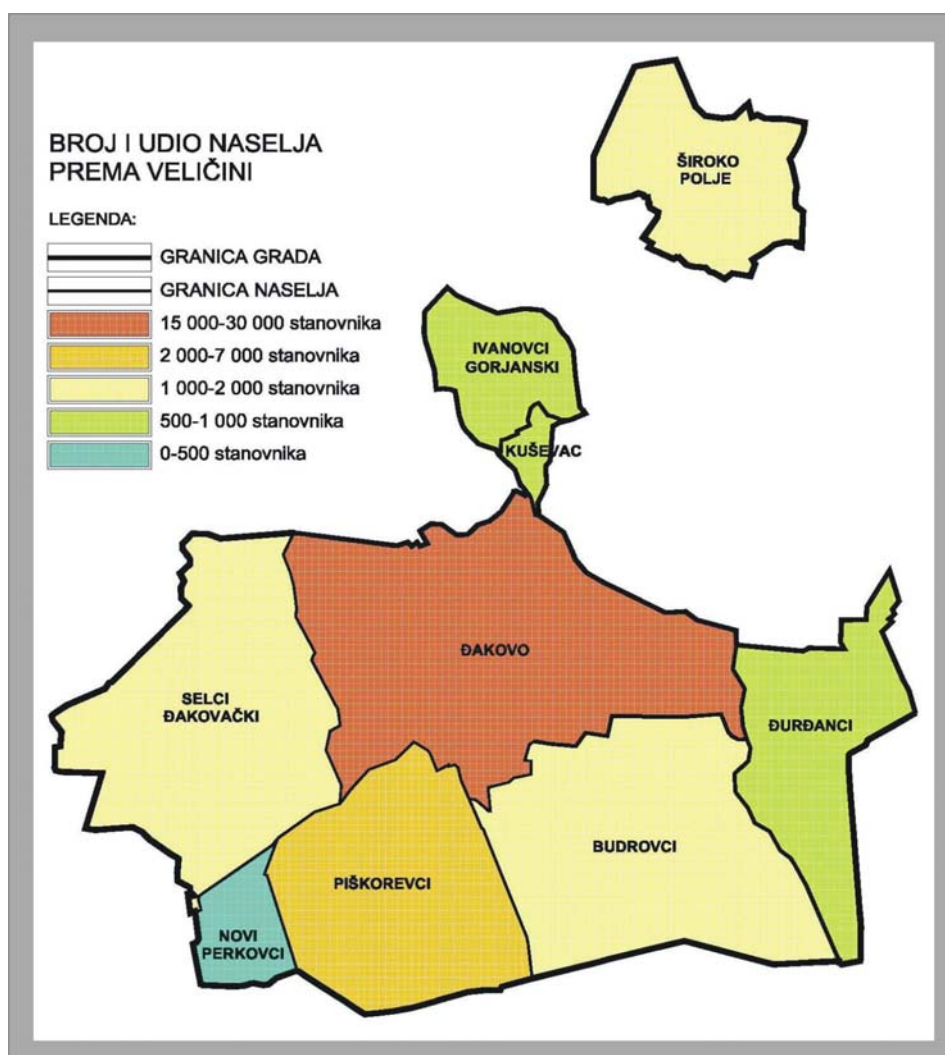 BROJ I UDIO NASELJA
PREMA VELIČINI
LEGENDA:
GRANICA GRADA
GRANICA NASELJA
15 000-30 000 stanovnika
2 000-7 000 stanovnika
1 000-2 000 stanovnika
500-1 000 stanovnika
0-500 stanovnika
ŠIROKO
POLJE
IVANOVCI
GORJANSKI
KUŠEVAC
ĐAKOVO
SELCI
ĐAKOVAČKI
ĐURĐANCI
BUDROVCI
PIŠKOREVCI
NOVI
PERKOVCI